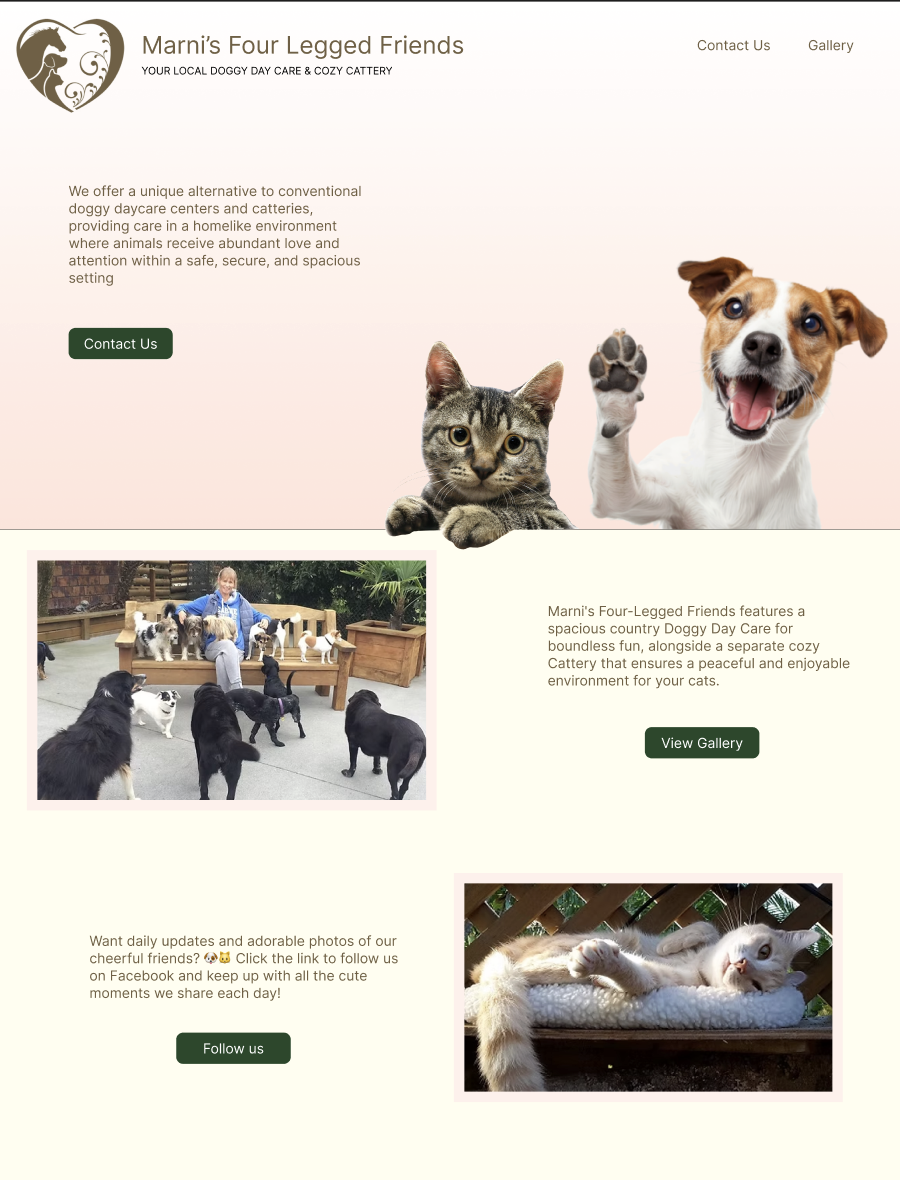 Marni’s Four Legged Friends
YOUR LOCAL DOGGY DAY CARE & COZY CATTERY
Contact Us
Gallery
We offer a unique alternative to conventional
doggy daycare centers and catteries,
providing care in a homelike environment
where animals receive abundant love and
attention within a safe, secure, and spacious
setting
Contact Us
Marni's Four-Legged Friends features a
spacious country Doggy Day Care for
boundless fun, alongside a separate cozy
Cattery that ensures a peaceful and enjoyable
environment for your cats.
View Gallery
Want daily updates and adorable photos of our
cheerful friends? 🐶🐱 Click the link to follow us
on Facebook and keep up with all the cute
moments we share each day!
Follow us